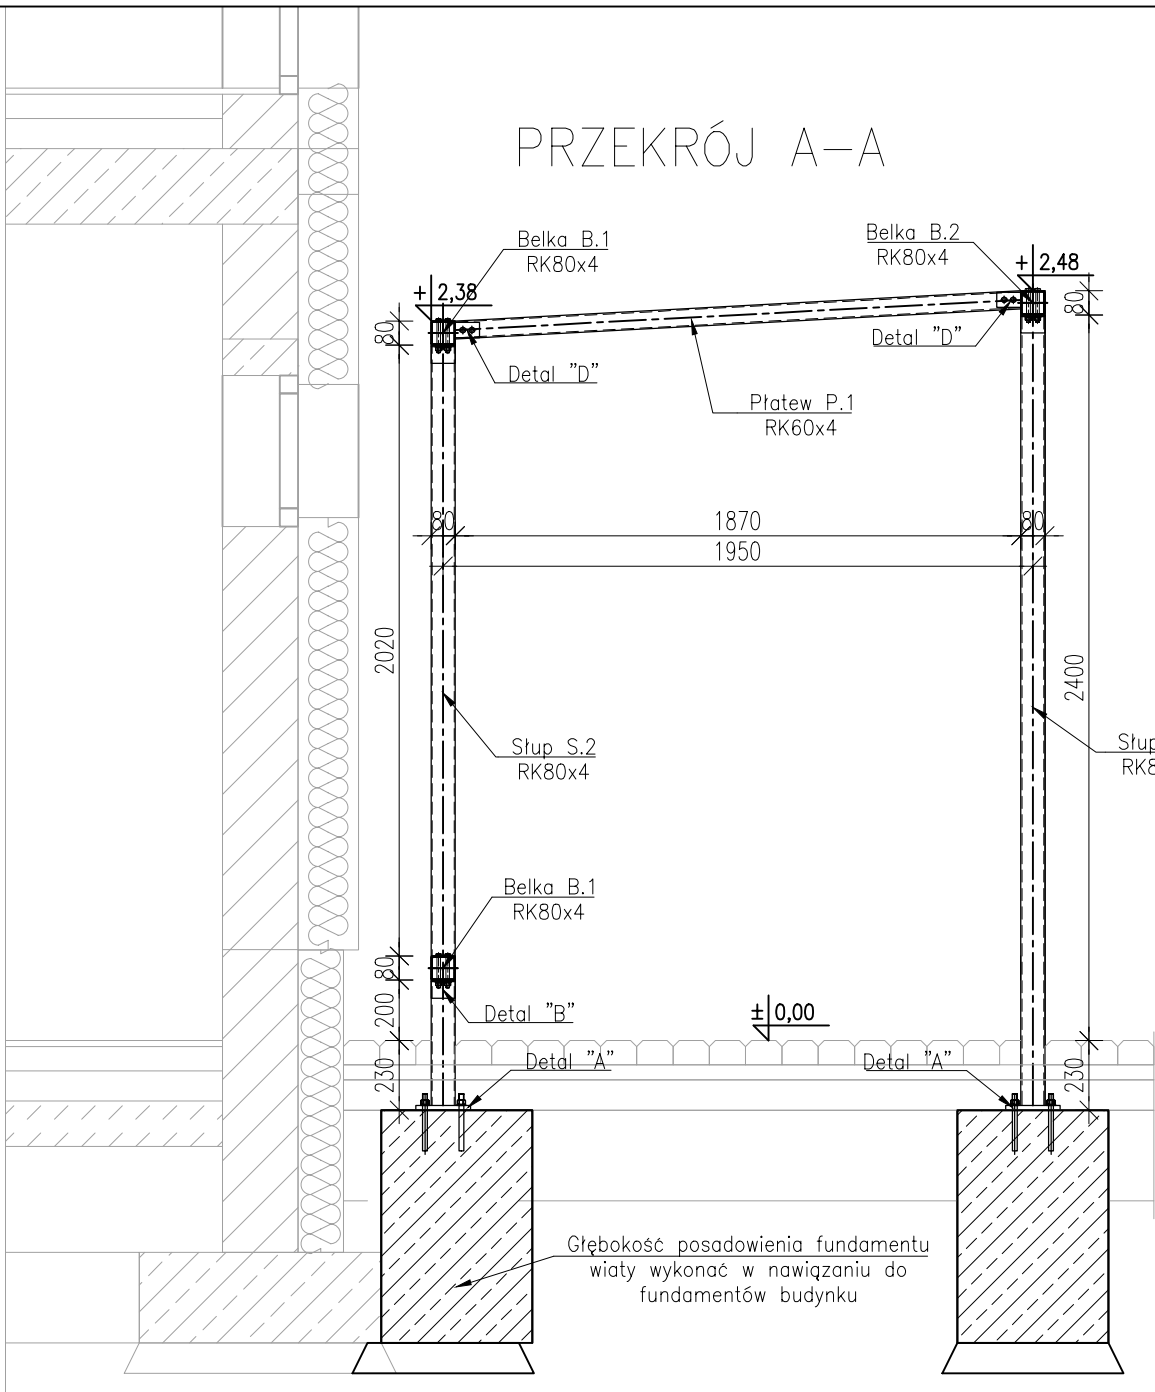 PRZEKRÓJ A-A
Belka B.1
RK80x4
Belka B.2
RK80x4
+ 2,38
+ 2,48
80
80
Detal "D"
Detal "D"
Płatew P.1
RK60x4
80
1870
80
1950
2020
2400
Słup S.2
RK80x4
Słup
Belka B.1
RK80x4
80
200
Detal "B"
± 0,00
230
Detal "A"
Detal "A"
230
Głębokość posadowienia fundamentu
wiaty wykonać w nawiązaniu do
fundamentów budynku